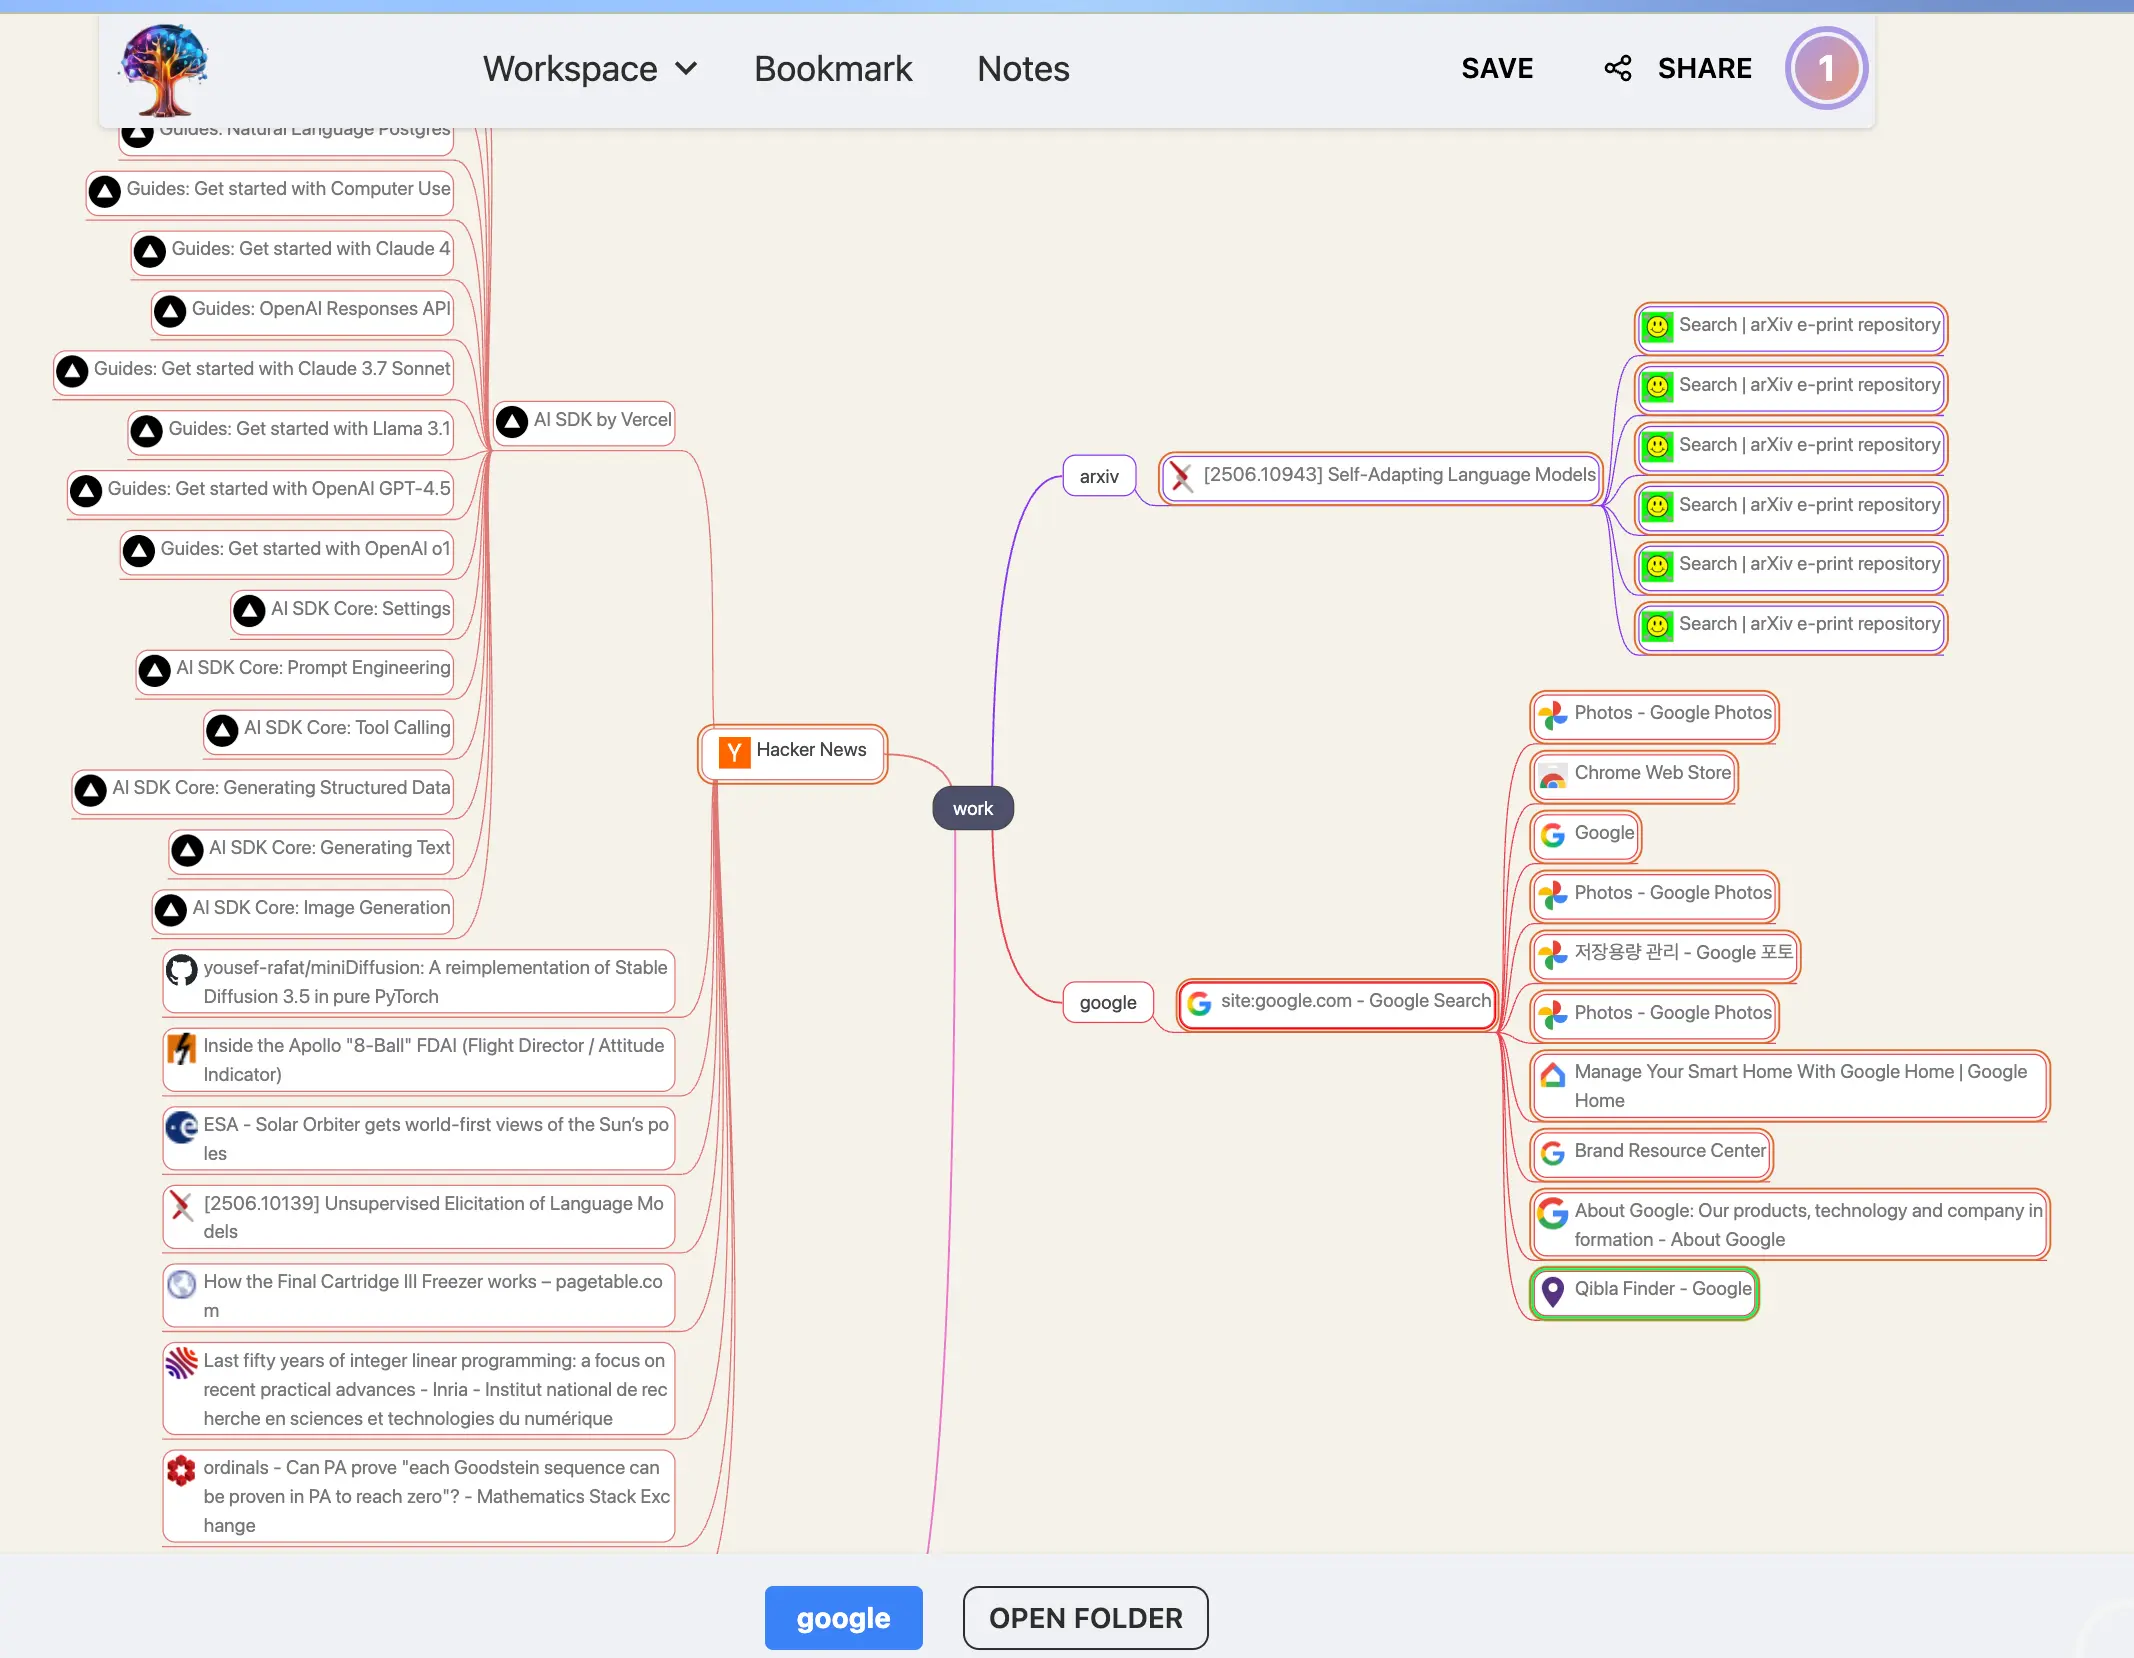 Workspace
Bookmark
Notes
SAVE
SHARE
1
Guides: Natural Language Postgres
Guides: Get started with Computer Use
Guides: Get started with Claude 4
Guides: OpenAI Responses API
Guides: Get started with Claude 3.7 Sonnet
Guides: Get started with Llama 3.1
Guides: Get started with OpenAI GPT-4.5
Guides: Get started with OpenAI o1
AI SDK Core: Settings
AI SDK Core: Prompt Engineering
AI SDK Core: Tool Calling
AI SDK Core: Generating Structured Data
AI SDK Core: Generating Text
AI SDK Core: Image Generation
AI SDK by Vercel
yousef-rafat/miniDiffusion: A reimplementation of Stable
Diffusion 3.5 in pure PyTorch
Inside the Apollo "8-Ball" FDAI (Flight Director / Attitude
Indicator)
ESA - Solar Orbiter gets world-first views of the Sun’s po
les
[2506.10139] Unsupervised Elicitation of Language Mo
dels
How the Final Cartridge III Freezer works – pagetable.co
m
Last fifty years of integer linear programming: a focus on
recent practical advances - Inria - Institut national de rec
herche en sciences et technologies du numérique
ordinals - Can PA prove "each Goodstein sequence can
be proven in PA to reach zero"? - Mathematics Stack Exc
hange
Y
Hacker News
work
arxiv
[2506.10943] Self-Adapting Language Models
Search | arXiv e-print repository
Search | arXiv e-print repository
Search | arXiv e-print repository
Search | arXiv e-print repository
Search | arXiv e-print repository
Search | arXiv e-print repository
google
site:google.com - Google Search
Photos - Google Photos
Chrome Web Store
Google
Photos - Google Photos
저장용량 관리 - Google 포토
Photos - Google Photos
Manage Your Smart Home With Google Home | Google
Home
Brand Resource Center
About Google: Our products, technology and company in
formation - About Google
Qibla Finder - Google
google
OPEN FOLDER